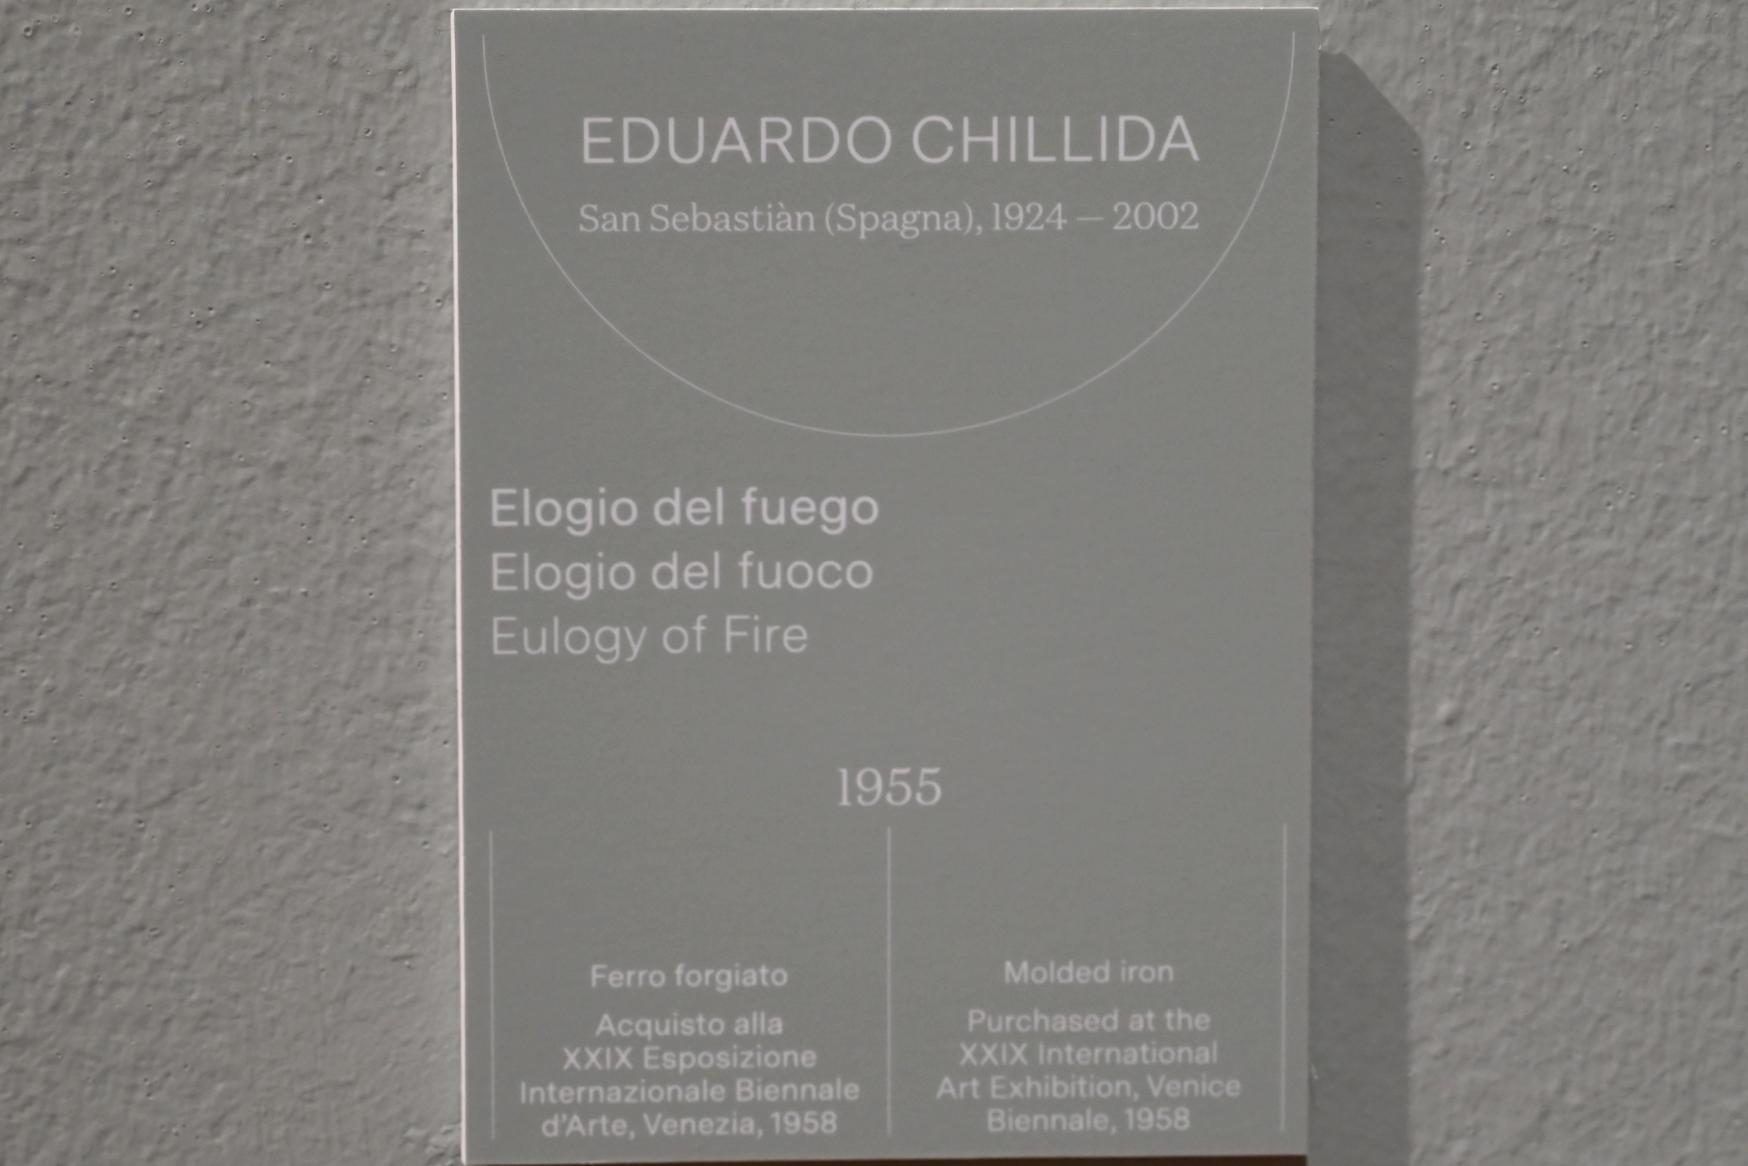 EDUARDO CHILLIDA
San Sebastiàn (Spagna), 1924 — 2002
Elogio del fuego
Elogio del fuoco
Eulogy of Fire
1955
Ferro forgiato
Acquisto alla
XXIX Esposizione
Internazionale Biennale
d'Arte, Venezia, 1958
Molded iron
Purchased at the
XXIX International
Art Exhibition, Venice
Biennale, 1958